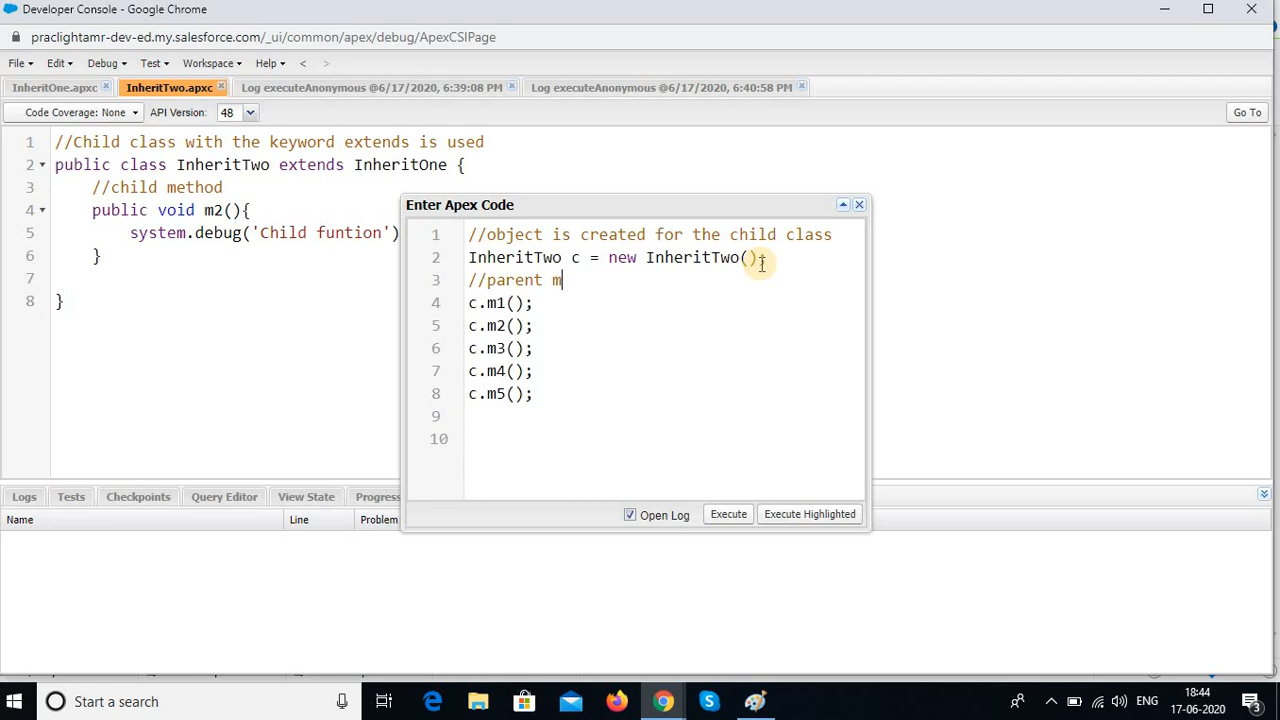 Developer Console - Google Chrome
praclightamr-dev-ed.my.salesforce.com/_ui/common/apex/debug/ApexCSIPage
File Edit Debug Test Workspace Help < >
InheritOne.apxc InheritTwo.apxc Log executeAnonymous @6/17/2020, 6:39:08 PM Log executeAnonymous @6/17/2020, 6:40:58 PM
Code Coverage: None API Version: 48 Go To
1 //Child class with the keyword extends is used
2 public class InheritTwo extends InheritOne {
3 //child method
4 public void m2(){
5 system.debug('Child funtion')
6 }
7
8 }
Enter Apex Code
1 //object is created for the child class
2 InheritTwo c = new InheritTwo();
3 //parent m
4 c.m1();
5 c.m2();
6 c.m3();
7 c.m4();
8 c.m5();
9
10
Open Log Execute Execute Highlighted
Logs Tests Checkpoints Query Editor View State Progress
Name Line Problem
Start a search
ENG
18:44
17-06-2020
3